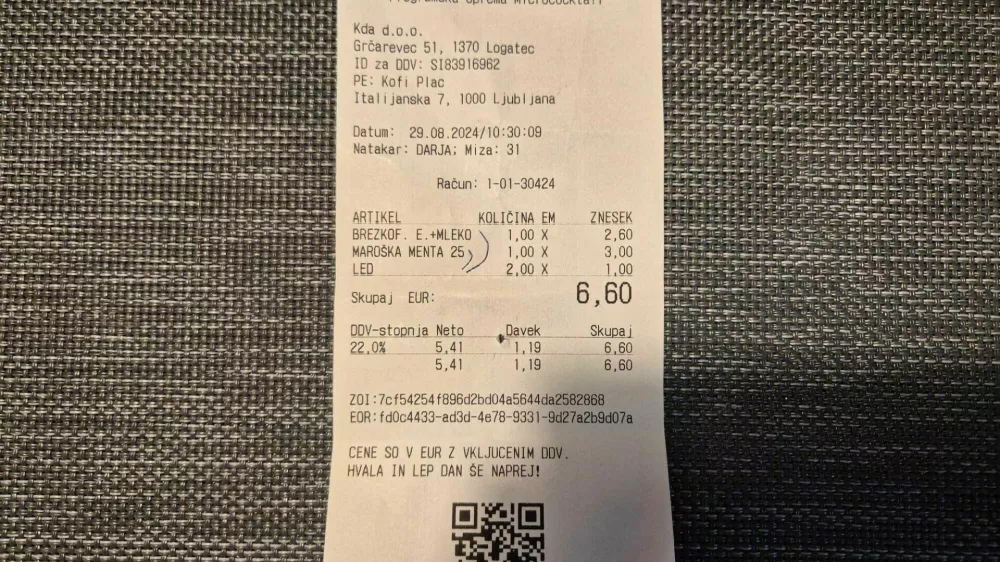 Programska oprema Micrococktail
Kda d.o.o.
Grčarevec 51, 1370 Logatec
ID za DDV: SI83916962
PE: Kofi Plac
Italijanska 7, 1000 Ljubljana
Datum: 29.08.2024/10:30:09
Natakar: DARJA; Miza: 31
Račun: 1-01-30424
ARTIKEL KOLIČINA EM ZNESEK
BREZKOF. E.+MLEKO 1,00 X 2,60
MAROŠKA MENTA 25 1,00 X 3,00
LED 2,00 X 1,00
Skupaj EUR: 6,60
DDV-stopnja Neto Davek Skupaj
22,0% 5,41 1,19 6,60
5,41 1,19 6,60
ZOI:7cf54254f896d2bd04a5644da2582868
EOR:fd0c4433-ad3d-4e78-9331-9d27a2b9d07a
CENE SO V EUR Z VKLJUCENIM DDV.
HVALA IN LEP DAN ŠE NAPREJ!